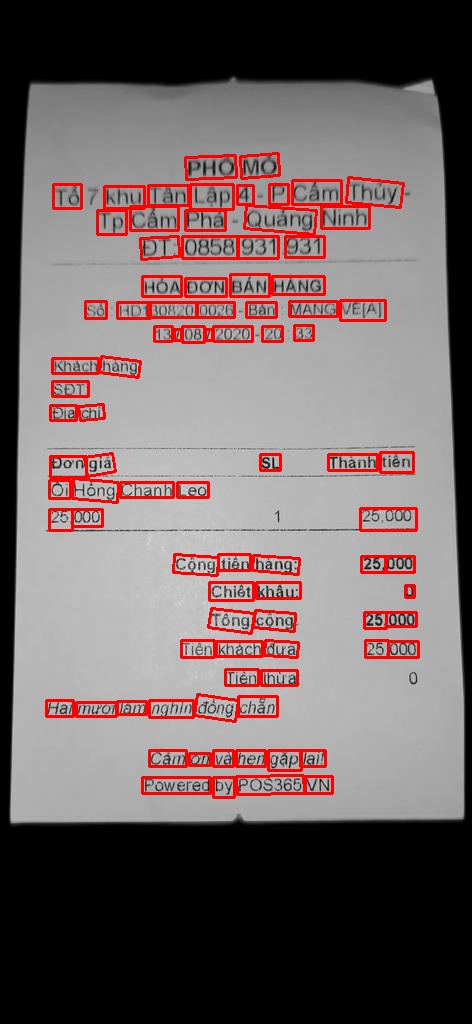 PHỐ MỎ
Tổ 7 khu Tân Lập 4 - P Cẩm Thủy -
Tp Cẩm Phả - Quảng Ninh
ĐT: 0858 931 931
HÓA ĐƠN BÁN HÀNG
Số : HD130820.0026 - Bàn : MANG VỀ[A]
13/08/2020 - 20 : 33
Khách hàng
SĐT
Địa chỉ
Đơn giá SL Thành tiền
Ổi Hồng Chanh Leo
25,000 1 25,000
Cộng tiền hàng: 25,000
Chiết khấu: 0
Tổng cộng 25,000
Tiền khách đưa 25,000
Tiền thừa 0
Hai mươi lăm nghìn đồng chẵn
Cảm ơn và hẹn gặp lại!
Powered by POS365.VN